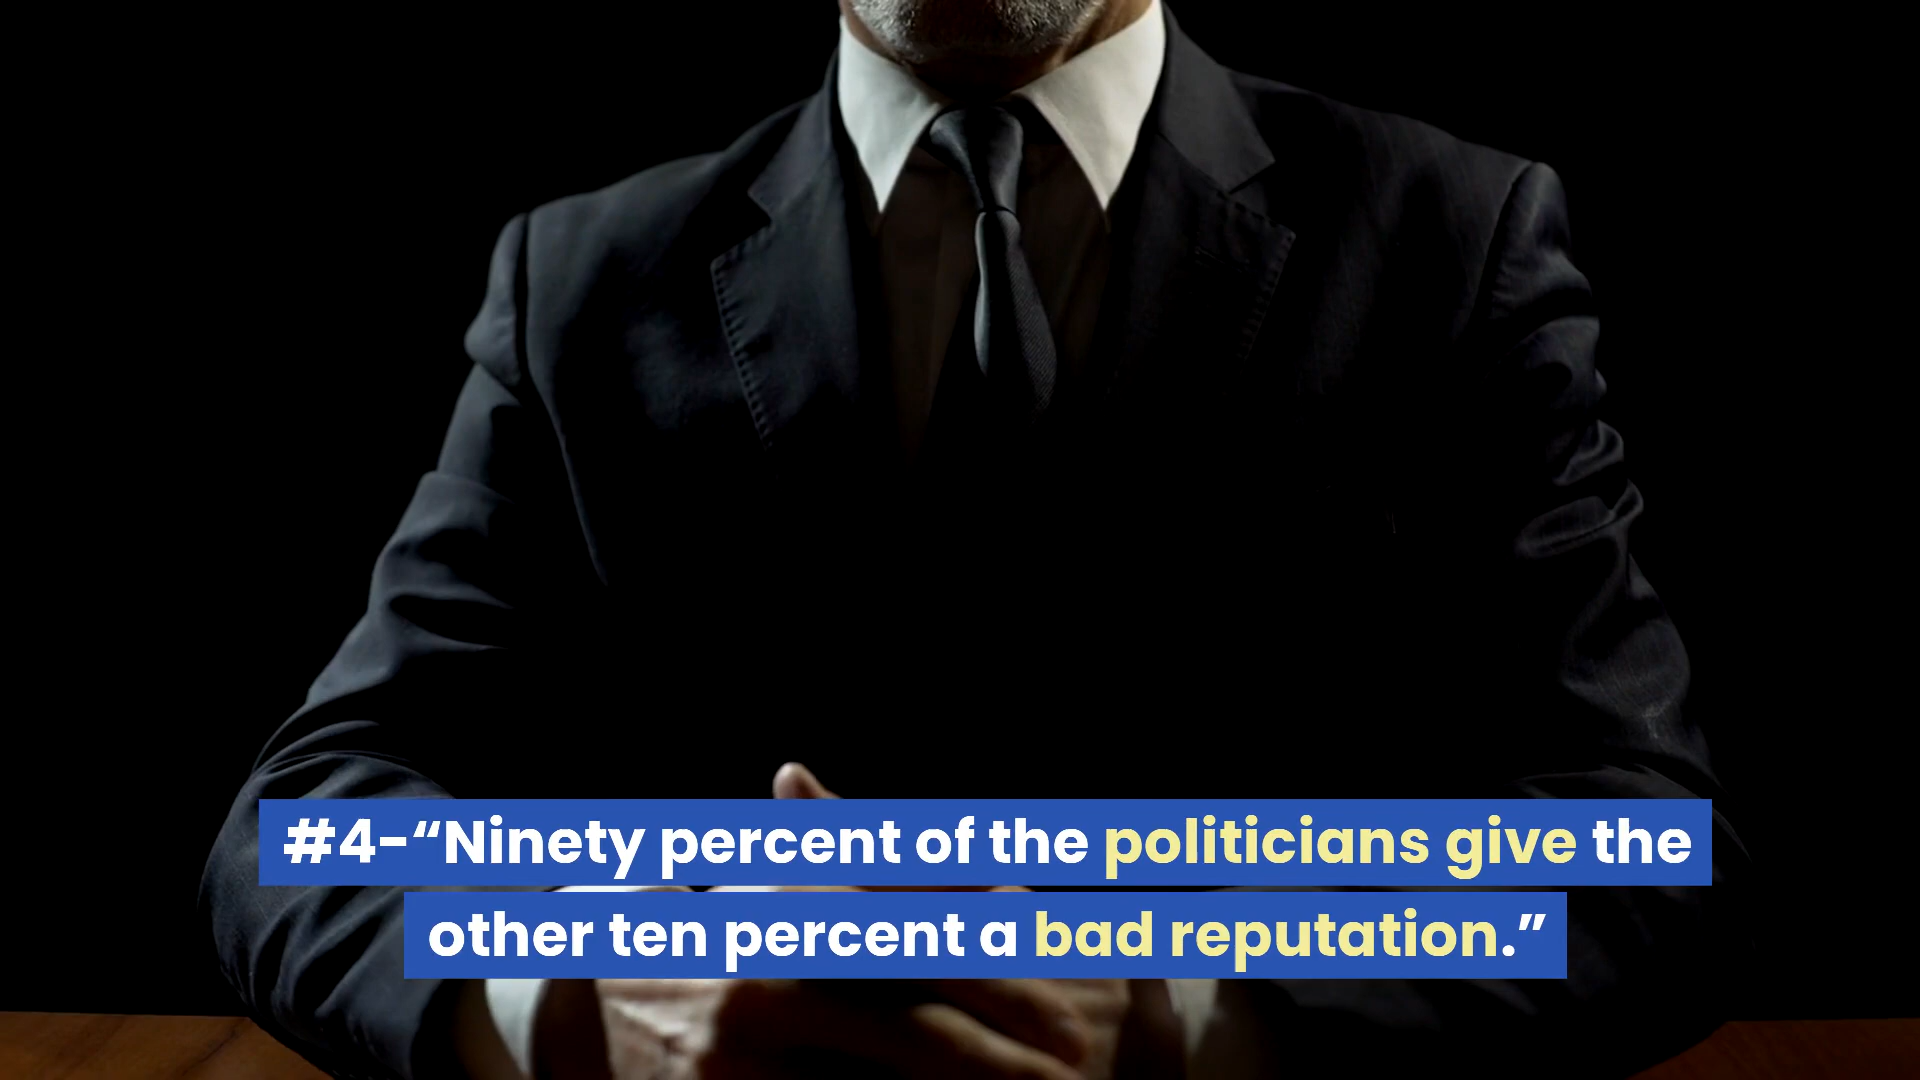 #4-“Ninety percent of the politicians give the
other ten percent a bad reputation.”